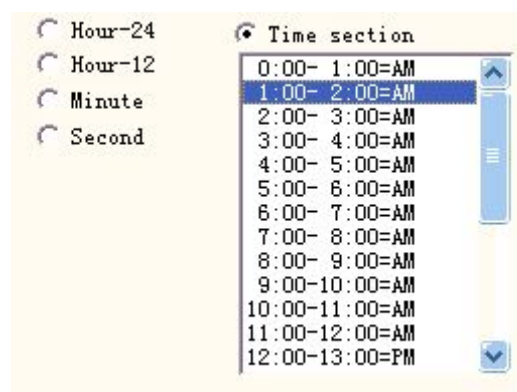 Hour-24
Hour-12
Minute
Second
Time section
0:00- 1:00=AM
1:00- 2:00=AM
2:00- 3:00=AM
3:00- 4:00=AM
4:00- 5:00=AM
5:00- 6:00=AM
6:00- 7:00=AM
7:00- 8:00=AM
8:00- 9:00=AM
9:00-10:00=AM
10:00-11:00=AM
11:00-12:00=AM
12:00-13:00=PM